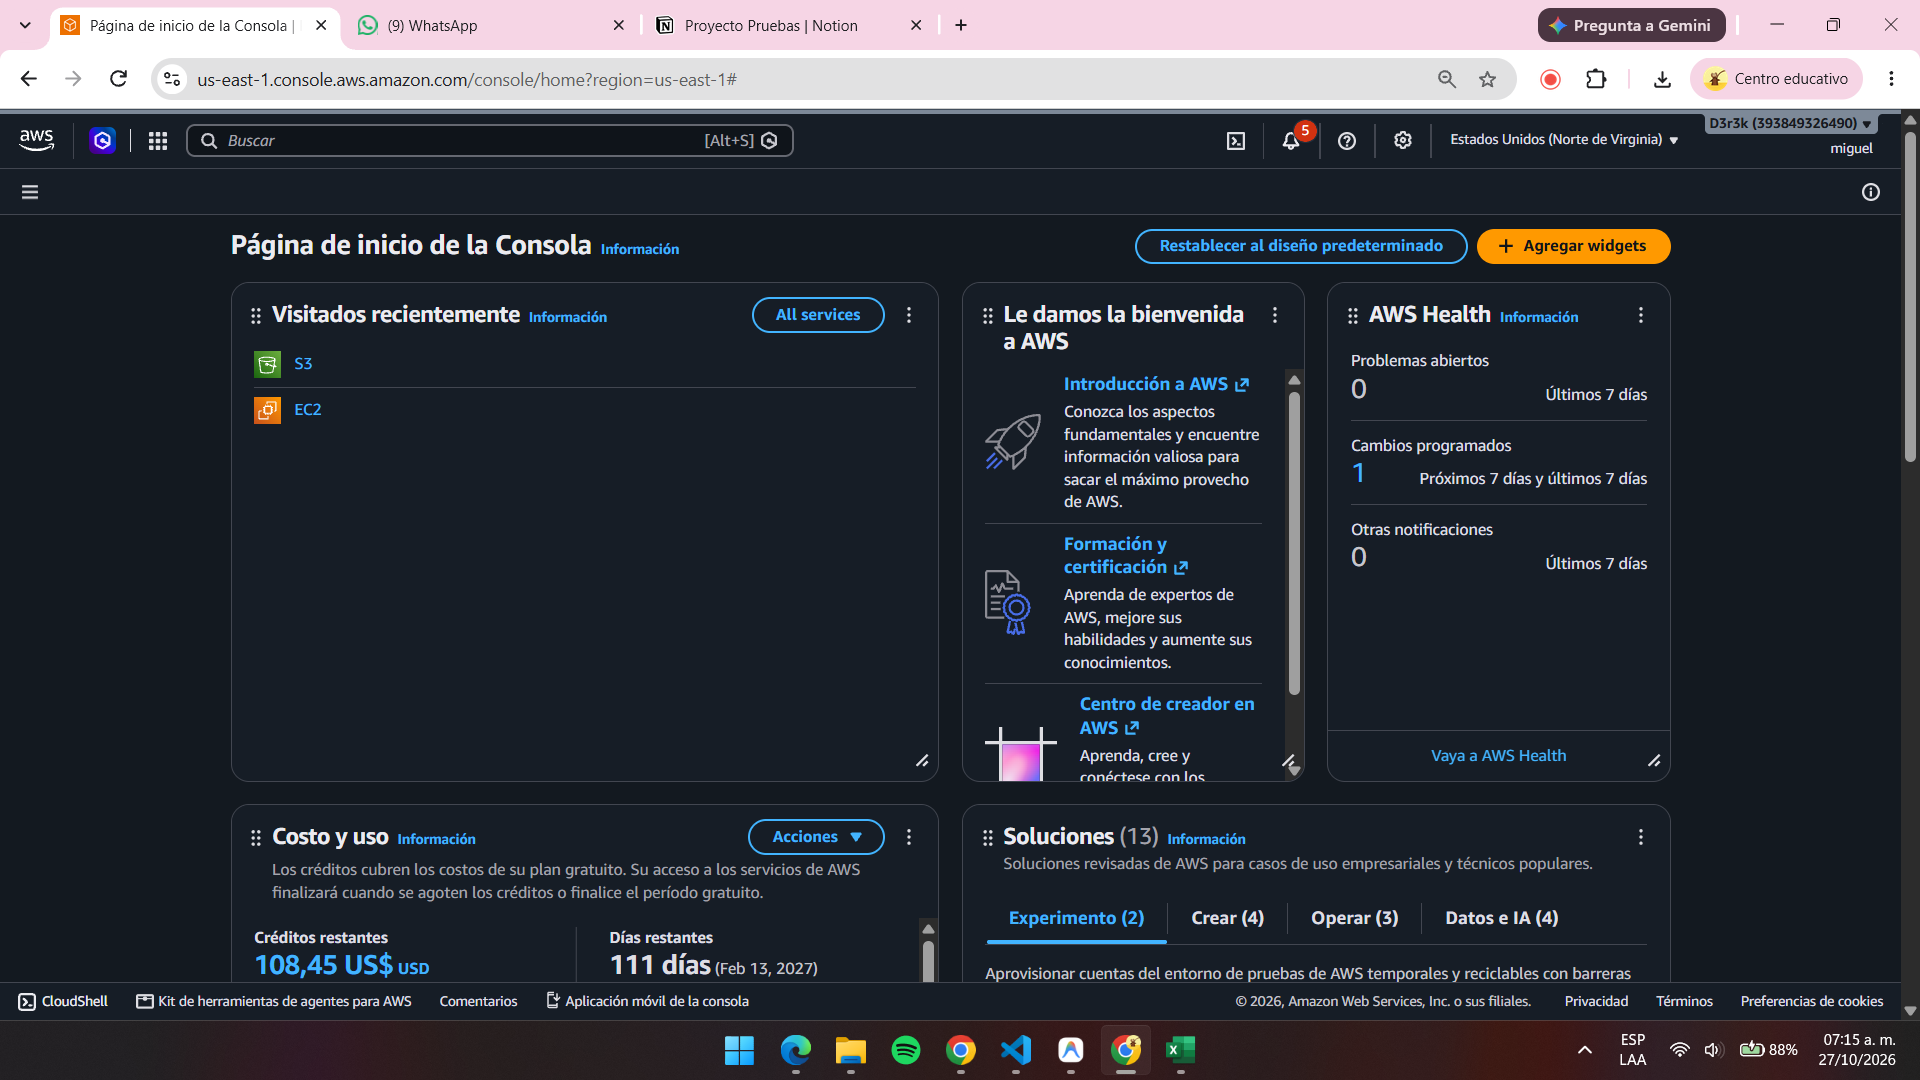 Página de inicio de la Consola |
(9) WhatsApp
Proyecto Pruebas | Notion
Pregunta a Gemini
us-east-1.console.aws.amazon.com/console/home?region=us-east-1#
Centro educativo
aws
Buscar
[Alt+S]
5
Estados Unidos (Norte de Virginia)
D3r3k (393849326490)
miguel
Página de inicio de la Consola Información
Restablecer al diseño predeterminado
Agregar widgets
Visitados recientemente Información
All services
S3
EC2
Le damos la bienvenida
a AWS
Introducción a AWS
Conozca los aspectos
fundamentales y encuentre
información valiosa para
sacar el máximo provecho
de AWS.
Formación y
certificación
Aprenda de expertos de
AWS, mejore sus
habilidades y aumente sus
conocimientos.
Centro de creador en
AWS
Aprenda, cree y
conéctese con los
AWS Health Información
Problemas abiertos
0
Últimos 7 días
Cambios programados
1
Próximos 7 días y últimos 7 días
Otras notificaciones
0
Últimos 7 días
Vaya a AWS Health
Costo y uso Información
Acciones
Los créditos cubren los costos de su plan gratuito. Su acceso a los servicios de AWS
finalizará cuando se agoten los créditos o finalice el período gratuito.
Créditos restantes
108,45 US$ USD
Días restantes
111 días (Feb 13, 2027)
Soluciones (13) Información
Soluciones revisadas de AWS para casos de uso empresariales y técnicos populares.
Experimento (2)
Crear (4)
Operar (3)
Datos e IA (4)
Aprovisionar cuentas del entorno de pruebas de AWS temporales y reciclables con barreras
CloudShell
Kit de herramientas de agentes para AWS
Comentarios
Aplicación móvil de la consola
© 2026, Amazon Web Services, Inc. o sus filiales.
Privacidad
Términos
Preferencias de cookies
ESP
LAA
88%
07:15 a. m.
27/10/2026